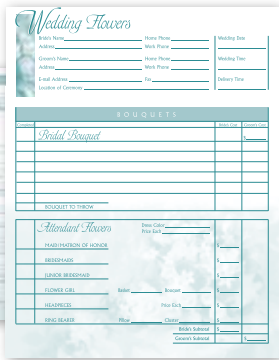 Wedding Flowers
Bride's Name Home Phone Wedding Date
Address Work Phone
Groom's Name Home Phone Wedding Time
Address Work Phone
E-mail Address Fax Delivery Time
Location of Ceremony
BOUQUETS
Bride's Cost Groom's Cost
Bridal Bouquet $
BOUQUET TO THROW
Attendant Flowers Dress Color
Price Each
MAID/MATRON OF HONOR $
BRIDESMAIDS $
JUNIOR BRIDESMAID $
FLOWER GIRL Basket Bouquet $
HEADPIECES Price Each $
RING BEARER Pillow Cluster $
Bride's Subtotal $
Groom's Subtotal $